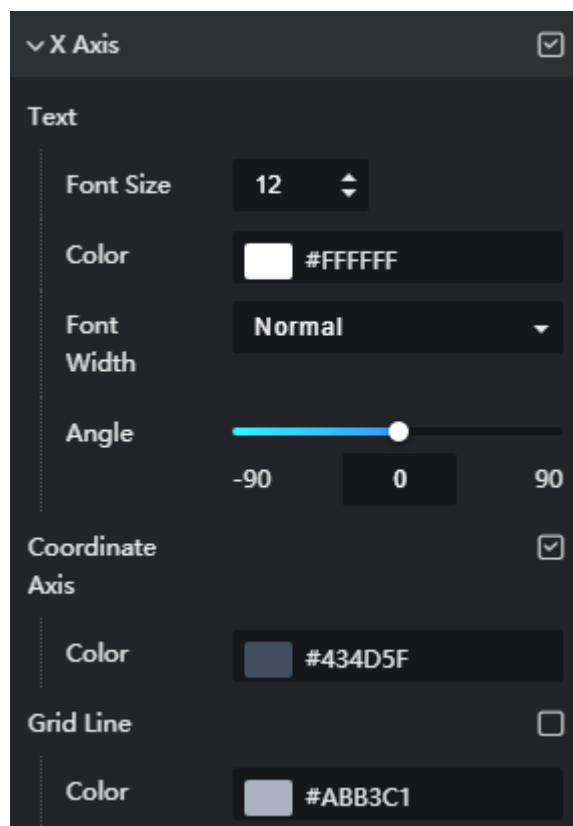 X Axis
Text
Font Size 12
Color #FFFFFF
Font Width Normal
Angle
-90 0 90
Coordinate
Axis
Color #434D5F
Grid Line
Color #ABB3C1